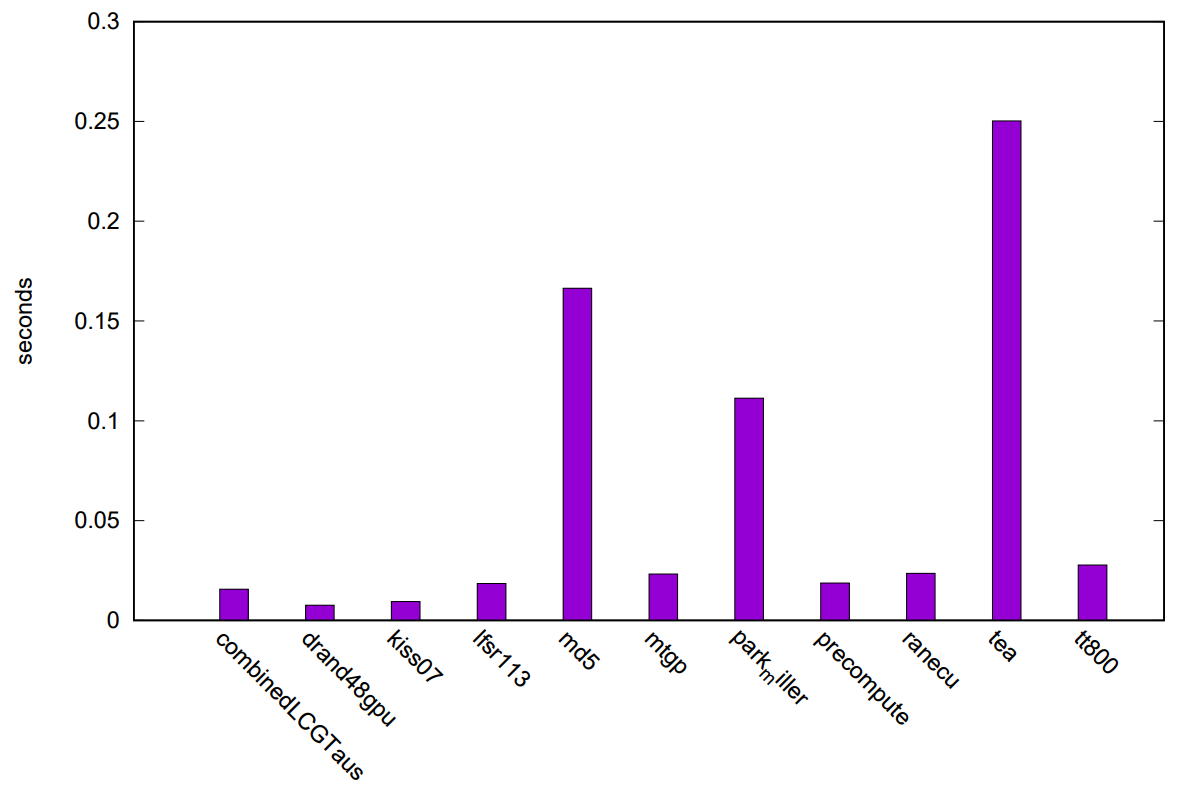 0.3
0.25
0.2
0.15
0.1
0.05
0
seconds
combinedLCGTaus
drand48gpu
kiss07
lfsr113
md5
mtgp
parkmiller
precompute
ranecu
tea
tt800